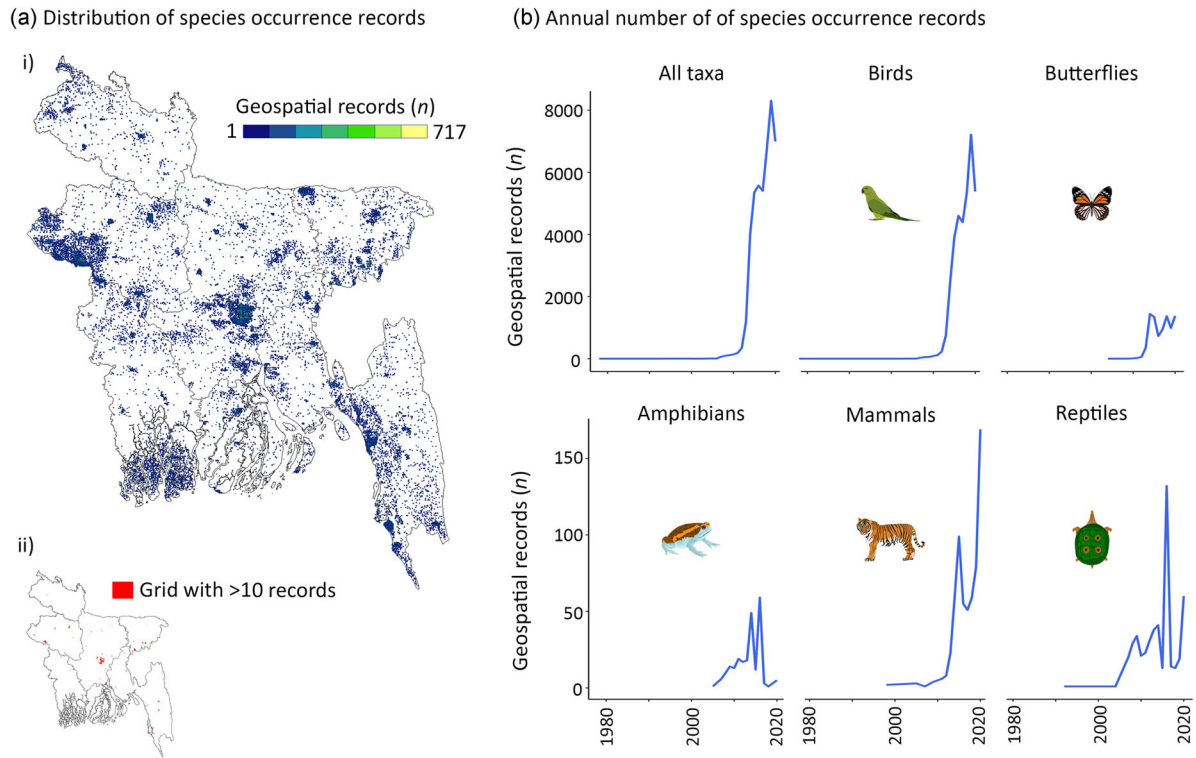 (a) Distribution of species occurrence records
i)
Geospatial records (n)
1 717
ii)
Grid with >10 records
(b) Annual number of of species occurrence records
All taxa Birds Butterflies
Geospatial records (n)
8000
6000
4000
2000
0
Amphibians Mammals Reptiles
Geospatial records (n)
150
100
50
0
1980 2000 2020 1980 2000 2020 1980 2000 2020